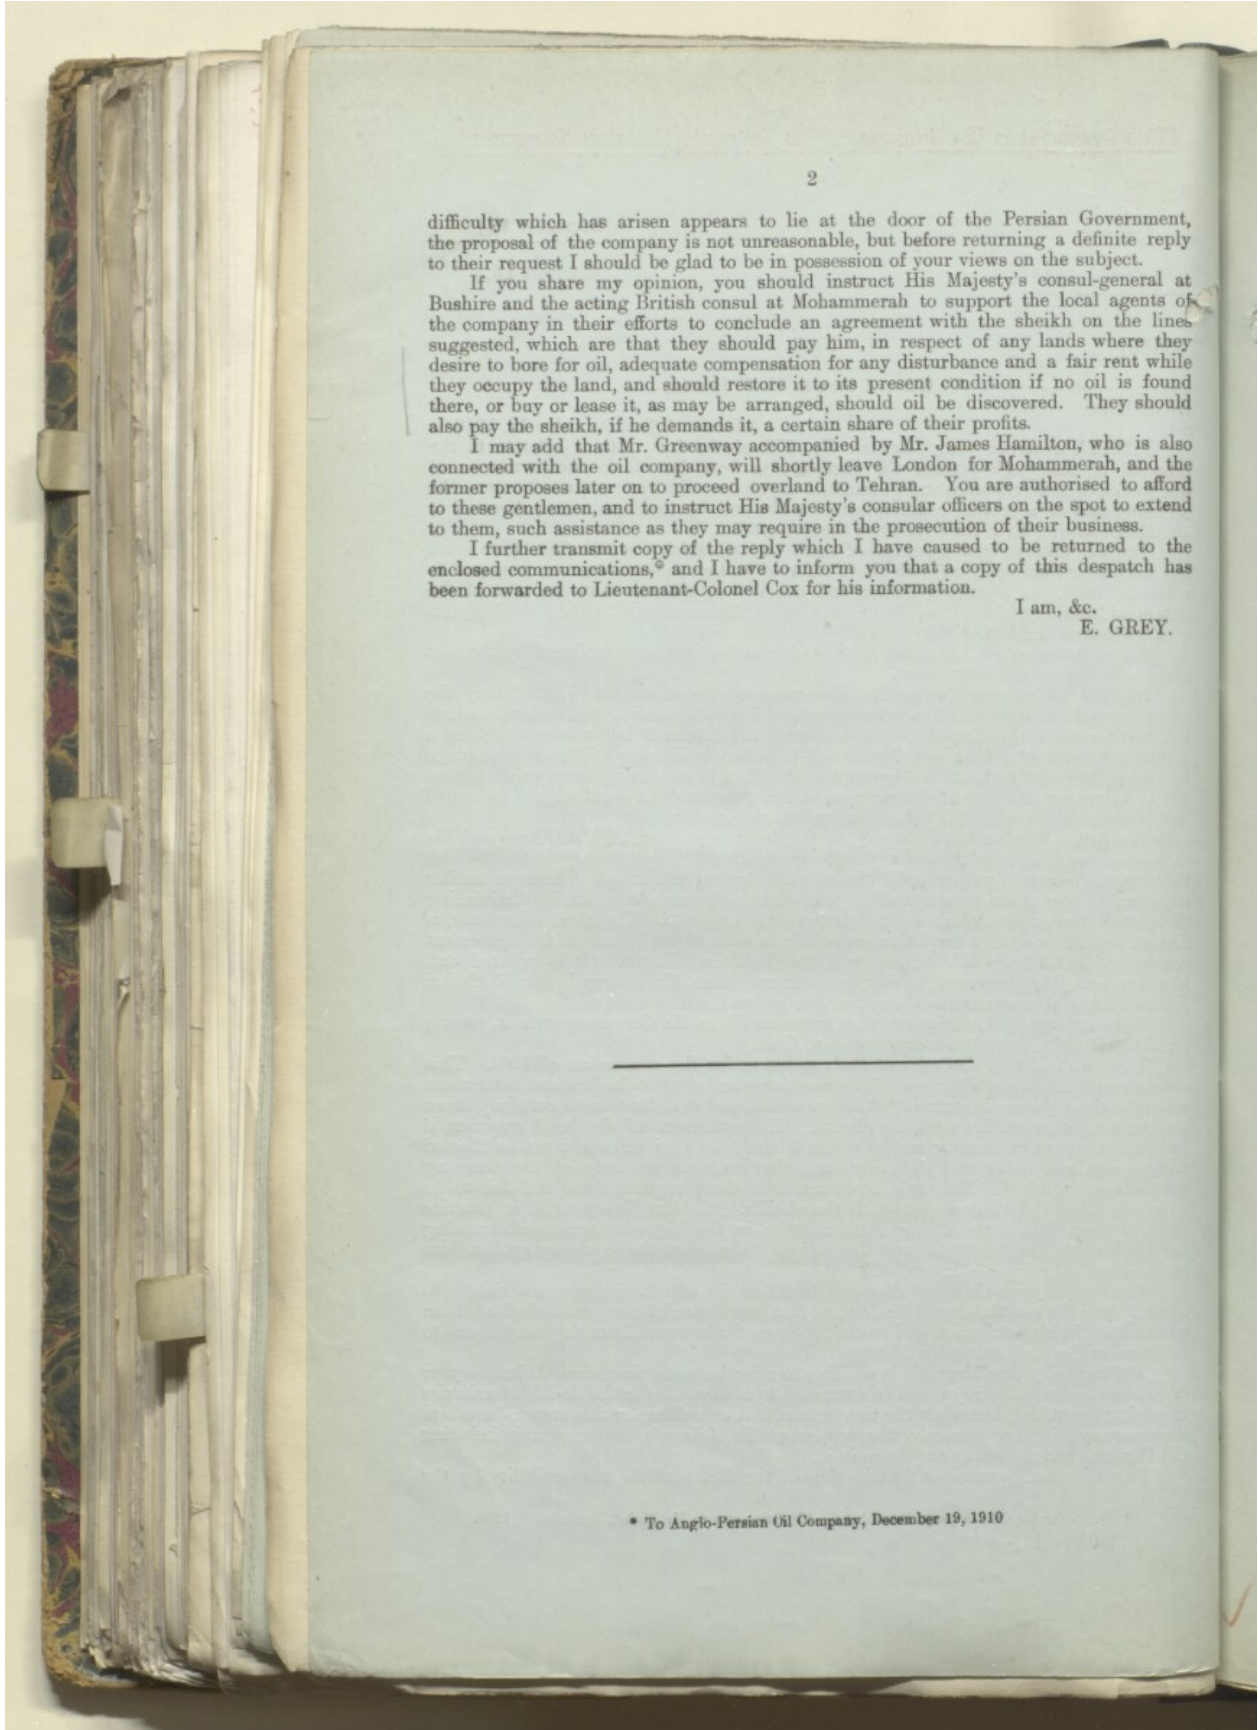 2
difficulty which has arisen appears to lie at the door of the Persian Government,
the proposal of the company is not unreasonable, but before returning a definite reply
to their request I should be glad to be in possession of your views on the subject.
If you share my opinion, you should instruct His Majesty's consul-general at
Bushire and the acting British consul at Mohammerah to support the local agents of
the company in their efforts to conclude an agreement with the sheikh on the lines
suggested, which are that they should pay him, in respect of any lands where they
desire to bore for oil, adequate compensation for any disturbance and a fair rent while
they occupy the land, and should restore it to its present condition if no oil is found
there, or buy or lease it, as may be arranged, should oil be discovered. They should
also pay the sheikh, if he demands it, a certain share of their profits.
I may add that Mr. Greenway accompanied by Mr. James Hamilton, who is also
connected with the oil company, will shortly leave London for Mohammerah, and the
former proposes later on to proceed overland to Tehran. You are authorised to afford
to these gentlemen, and to instruct His Majesty's consular officers on the spot to extend
to them, such assistance as they may require in the prosecution of their business.
I further transmit copy of the reply which I have caused to be returned to the
enclosed communications,* and I have to inform you that a copy of this despatch has
been forwarded to Lieutenant-Colonel Cox for his information.
I am, &c.
E. GREY.
* To Anglo-Persian Oil Company, December 19, 1910